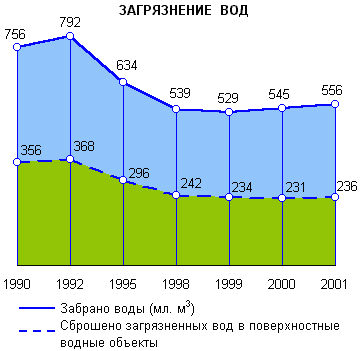 ЗАГРЯЗНЕНИЕ ВОД
756 792 634 539 529 545 556
356 368 296 242 234 231 236
1990 1992 1995 1998 1999 2000 2001
Забрано воды (мл. м³)
Сброшено загрязненных вод в поверхностные
водные объекты